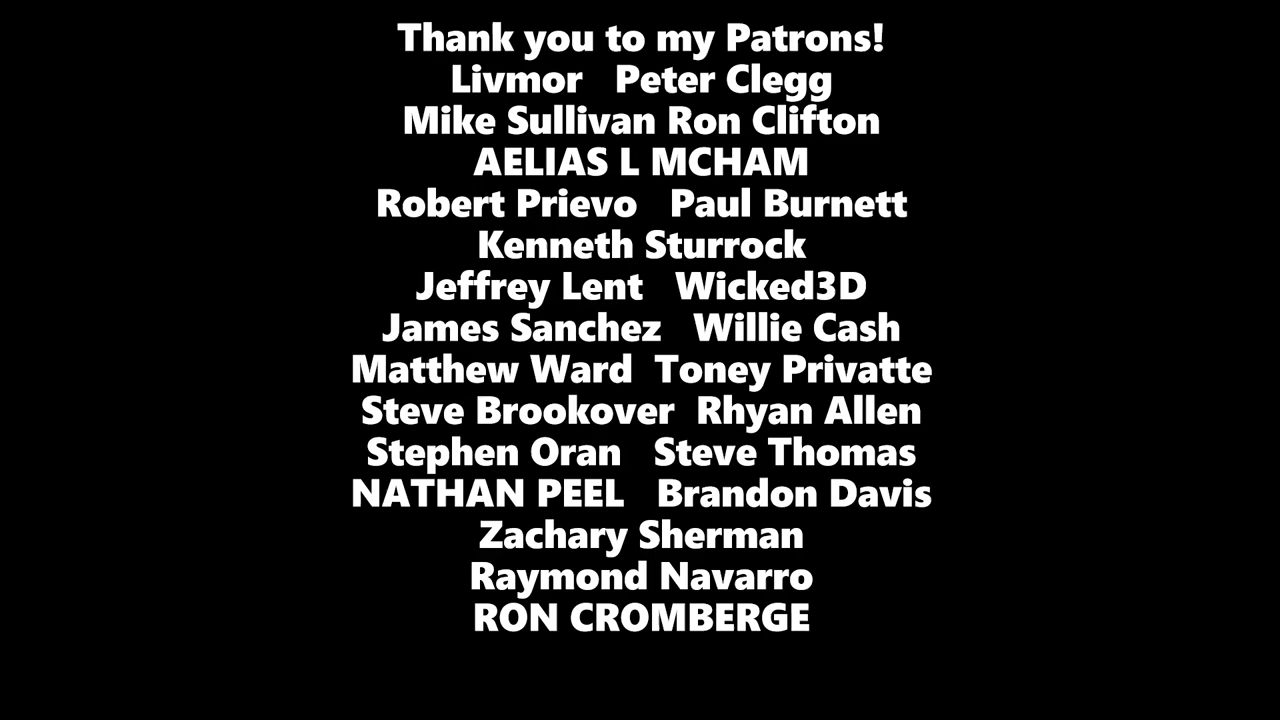 Thank you to my Patrons!
Livmor   Peter Clegg
Mike Sullivan Ron Clifton
AELIAS L MCHAM
Robert Prievo   Paul Burnett
Kenneth Sturrock
Jeffrey Lent   Wicked3D
James Sanchez   Willie Cash
Matthew Ward  Toney Privatte
Steve Brookover  Rhyan Allen
Stephen Oran   Steve Thomas
NATHAN PEEL   Brandon Davis
Zachary Sherman
Raymond Navarro
RON CROMBERGE